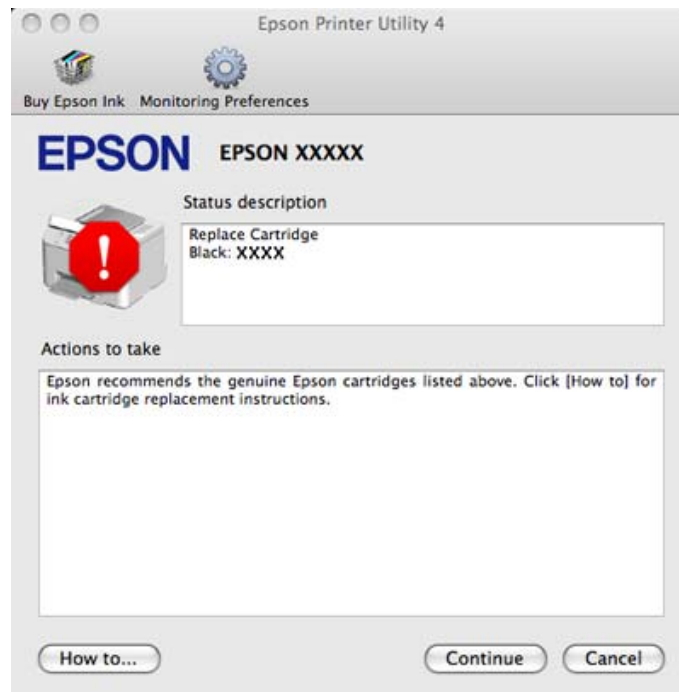 Epson Printer Utility 4
Buy Epson Ink Monitoring Preferences
EPSON EPSON XXXXX
Status description
Replace Cartridge
Black: XXXX
!
Actions to take
Epson recommends the genuine Epson cartridges listed above. Click [How to] for
ink cartridge replacement instructions.
How to... Continue Cancel